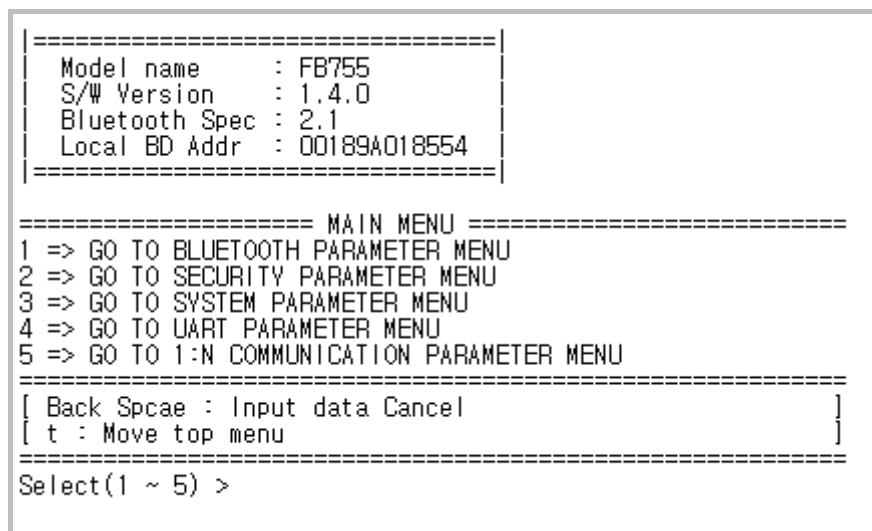 |=================================|
|  Model name     : FB755         |
|  S/₩ Version    : 1.4.0         |
|  Bluetooth Spec : 2.1           |
|  Local BD Addr  : 00189A018554  |
|=================================|
===================== MAIN MENU ===========================
1 => GO TO BLUETOOTH PARAMETER MENU
2 => GO TO SECURITY PARAMETER MENU
3 => GO TO SYSTEM PARAMETER MENU
4 => GO TO UART PARAMETER MENU
5 => GO TO 1:N COMMUNICATION PARAMETER MENU
===========================================================
[ Back Spcae : Input data Cancel                          ]
[ t : Move top menu                                       ]
===========================================================
Select(1 ~ 5) >